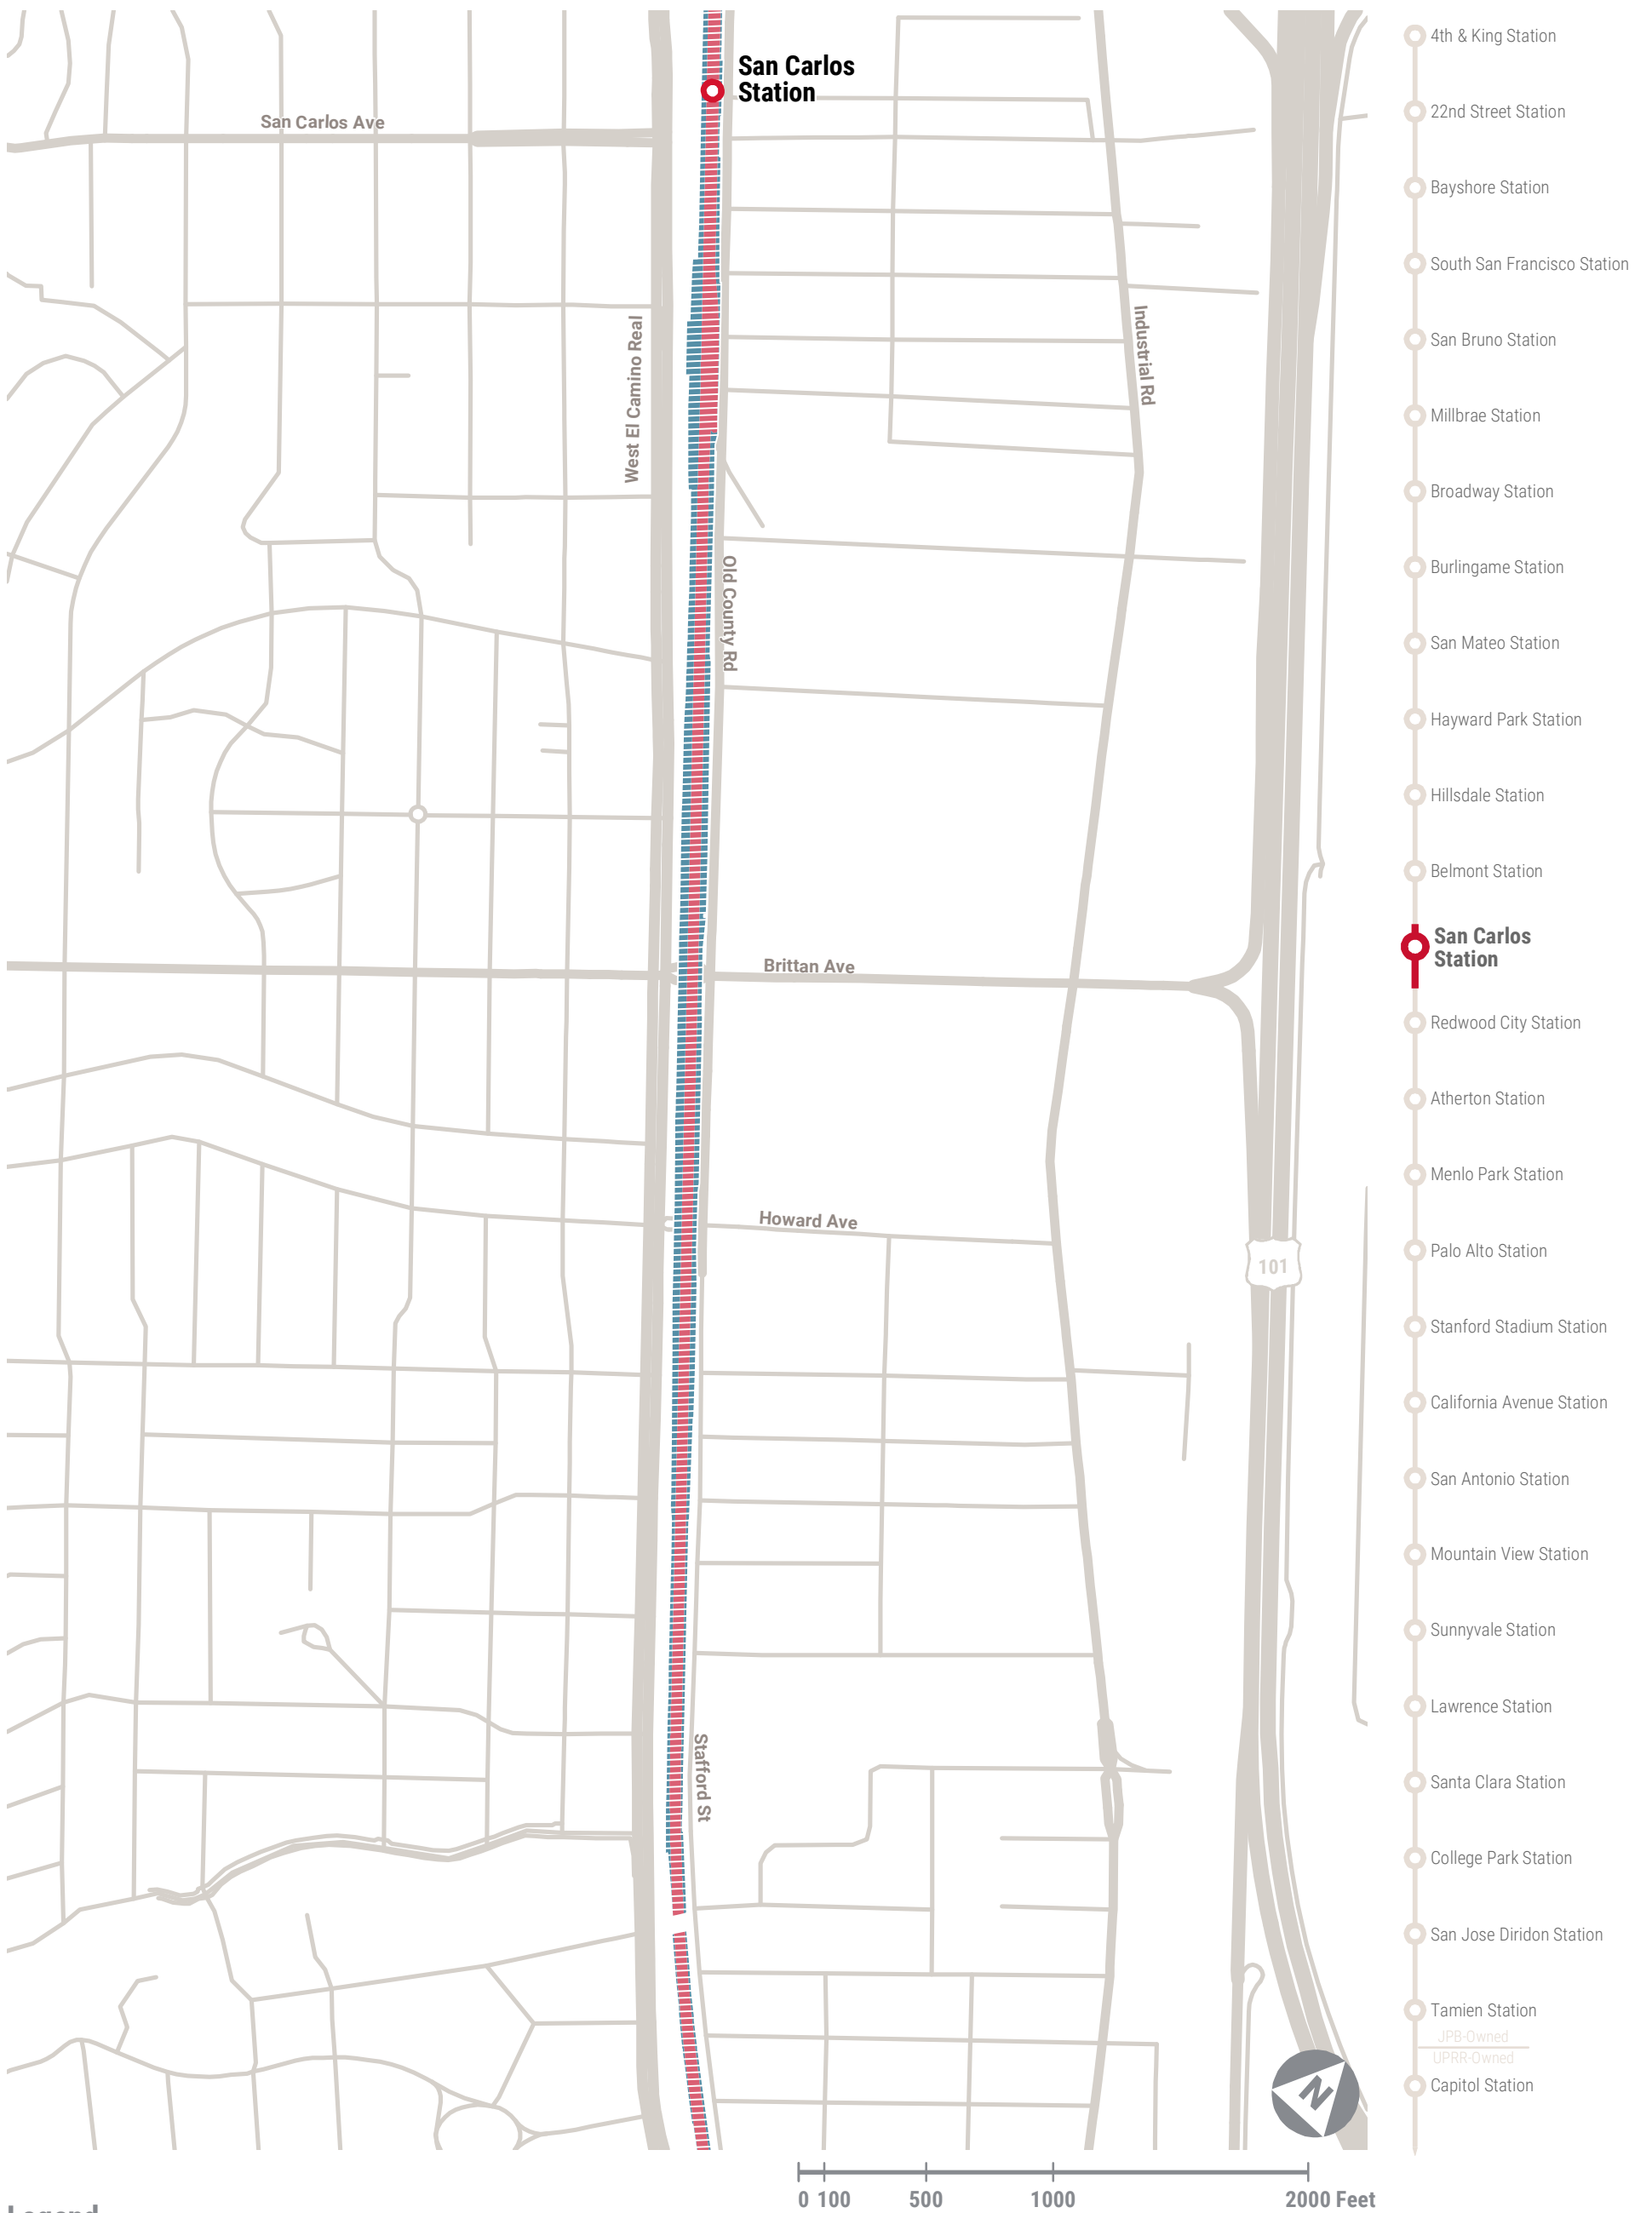 San Carlos
Station
San Carlos Ave
West El Camino Real
Industrial Rd
Old County Rd
Brittan Ave
Howard Ave
101
Stafford St
N
0 100 500 1000 2000 Feet
4th & King Station
22nd Street Station
Bayshore Station
South San Francisco Station
San Bruno Station
Millbrae Station
Broadway Station
Burlingame Station
San Mateo Station
Hayward Park Station
Hillsdale Station
Belmont Station
San Carlos
Station
Redwood City Station
Atherton Station
Menlo Park Station
Palo Alto Station
Stanford Stadium Station
California Avenue Station
San Antonio Station
Mountain View Station
Sunnyvale Station
Lawrence Station
Santa Clara Station
College Park Station
San Jose Diridon Station
Tamien Station
JPB-Owned
UPRR-Owned
Capitol Station